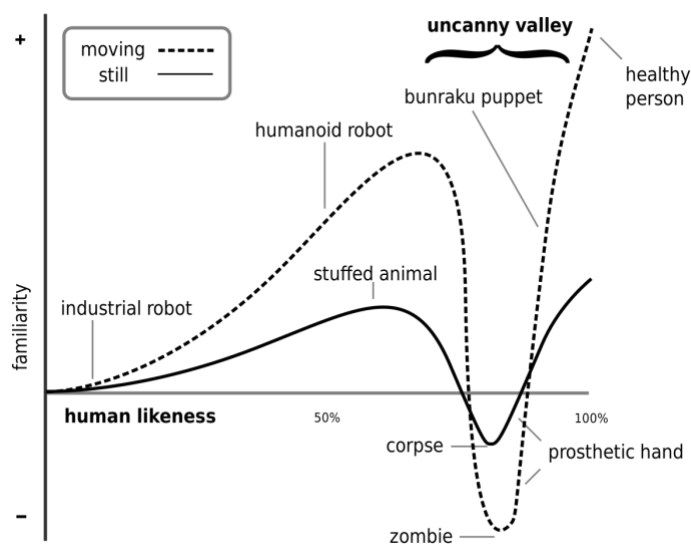 uncanny valley
+
moving
still
bunraku puppet
healthy
person
humanoid robot
stuffed animal
industrial robot
familiarity
human likeness
50%
100%
corpse
prosthetic hand
–
zombie